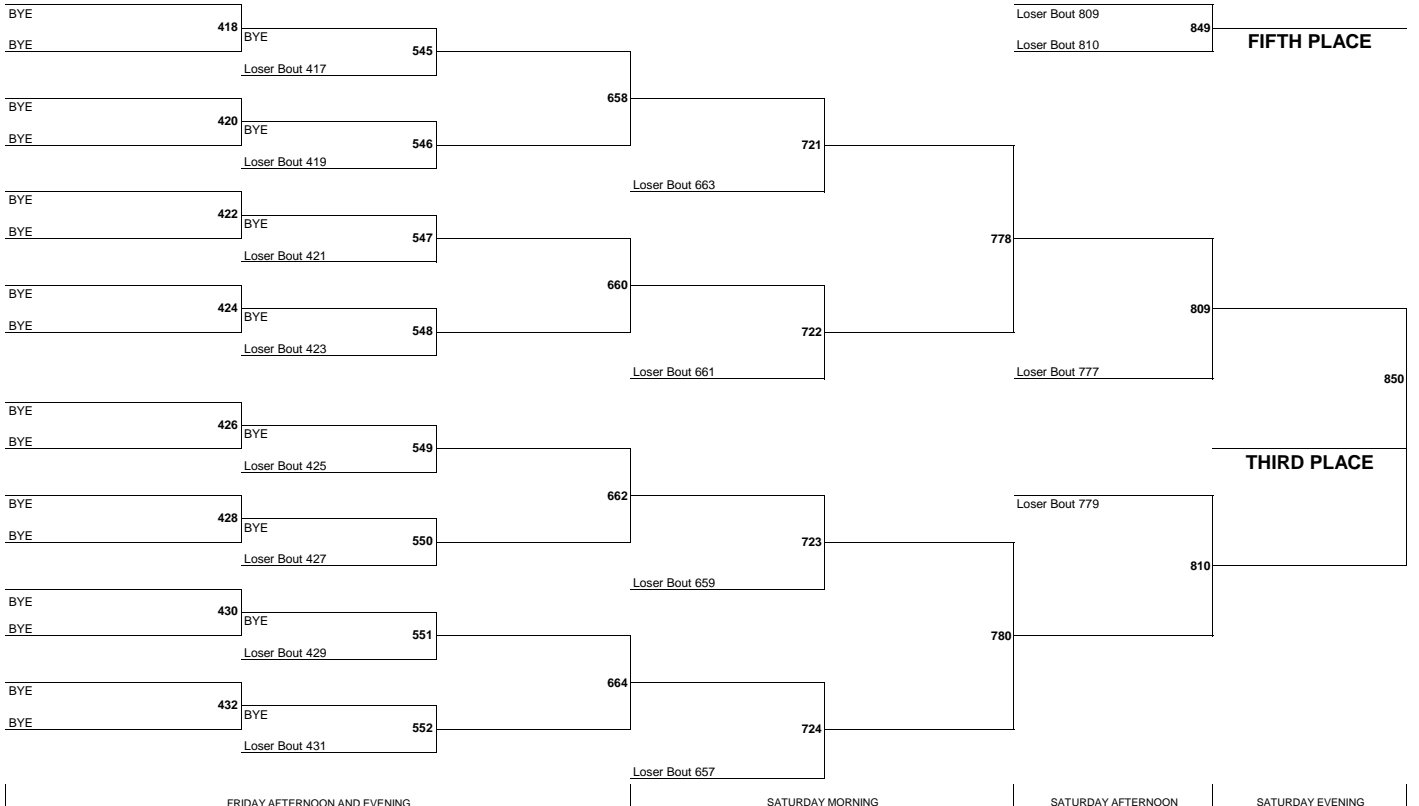 BYE
Loser Bout 809
418
849
BYE
BYE
545
Loser Bout 810
FIFTH PLACE
Loser Bout 417
658
BYE
420
BYE
BYE
546
721
Loser Bout 419
Loser Bout 663
BYE
422
BYE
BYE
547
778
Loser Bout 421
660
BYE
424
809
BYE
BYE
548
722
Loser Bout 423
Loser Bout 661
Loser Bout 777
850
BYE
426
BYE
BYE
549
Loser Bout 425
THIRD PLACE
662
BYE
Loser Bout 779
428
BYE
BYE
550
723
Loser Bout 427
810
Loser Bout 659
BYE
430
BYE
BYE
551
780
Loser Bout 429
664
BYE
432
BYE
BYE
552
724
Loser Bout 431
Loser Bout 657
FRIDAY AFTERNOON AND EVENING
SATURDAY MORNING
SATURDAY AFTERNOON
SATURDAY EVENING